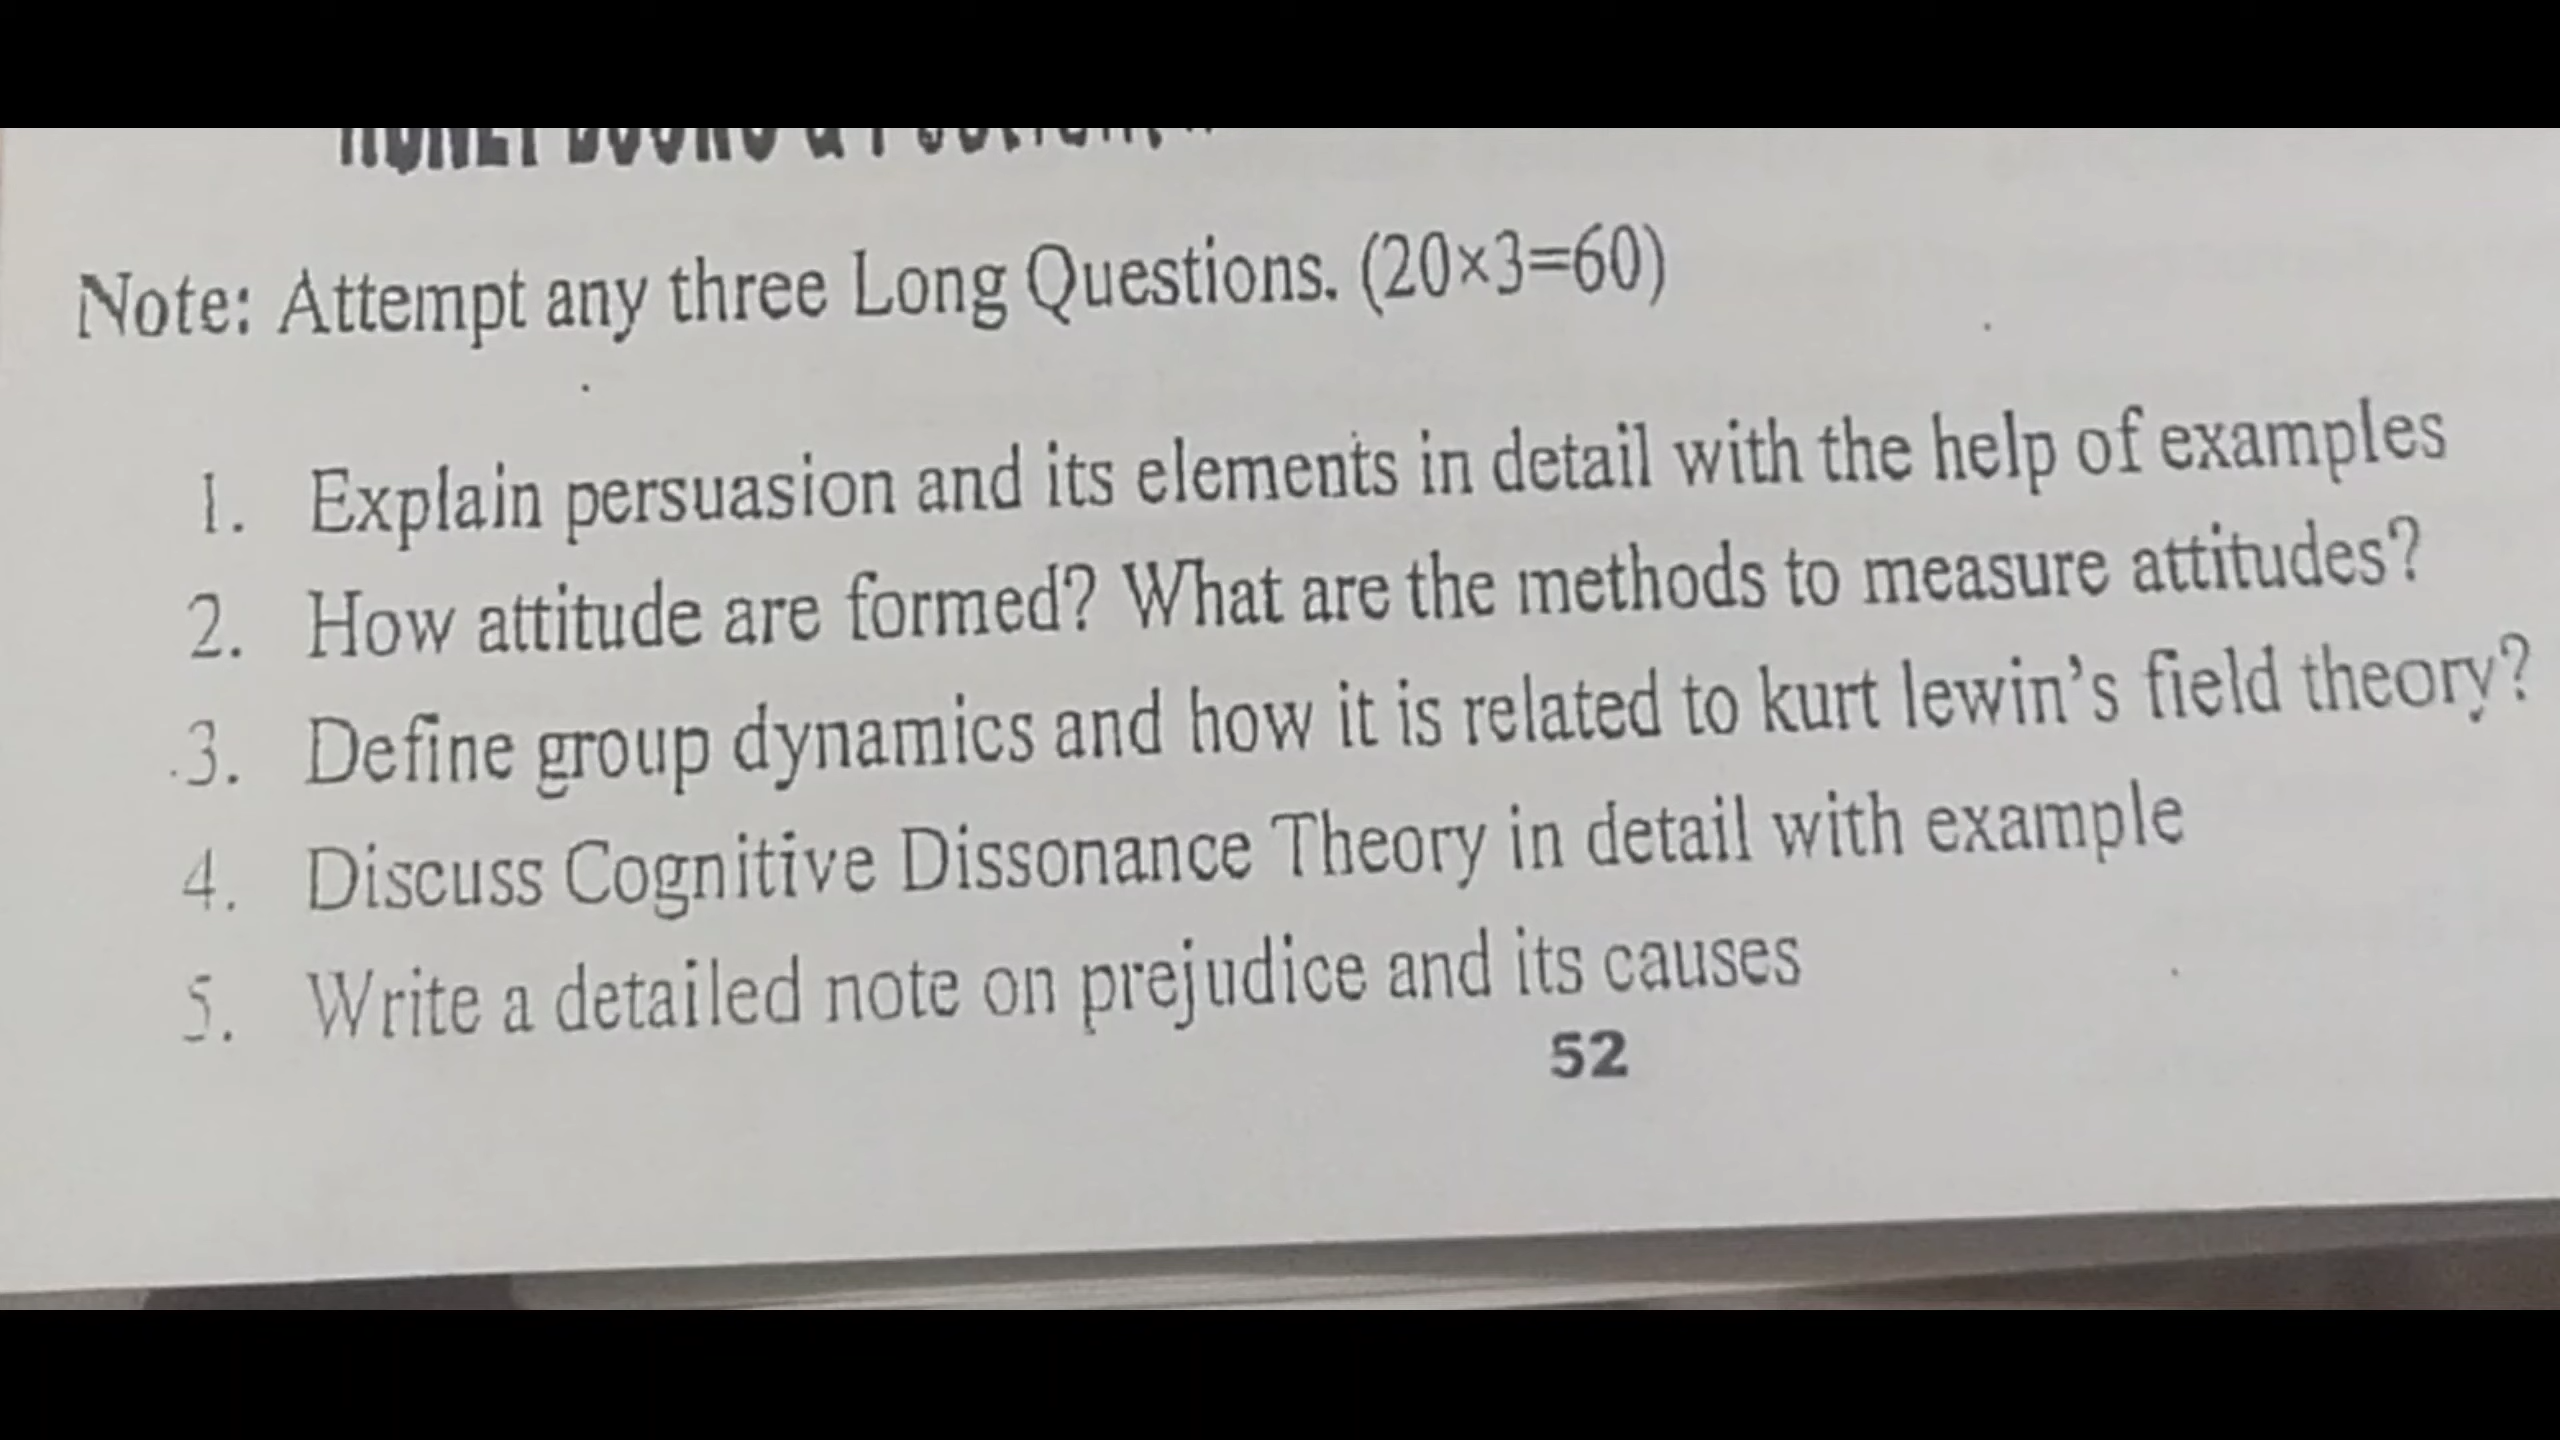 Note: Attempt any three Long Questions. (20×3=60)
1. Explain persuasion and its elements in detail with the help of examples
2. How attitude are formed? What are the methods to measure attitudes?
3. Define group dynamics and how it is related to kurt lewin's field theory?
4. Discuss Cognitive Dissonance Theory in detail with example
5. Write a detailed note on prejudice and its causes
52